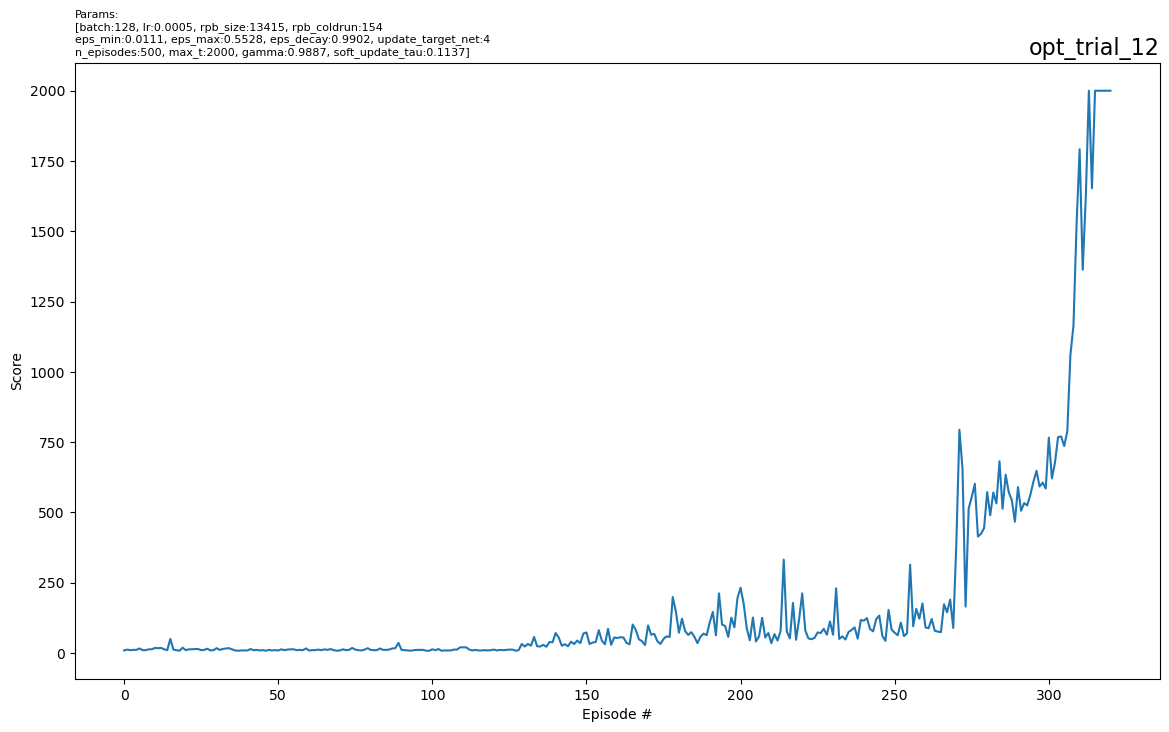 Params:
[batch:128, lr:0.0005, rpb_size:13415, rpb_coldrun:154
eps_min:0.0111, eps_max:0.5528, eps_decay:0.9902, update_target_net:4
n_episodes:500, max_t:2000, gamma:0.9887, soft_update_tau:0.1137]
opt_trial_12
2000
1750
1500
1250
1000
750
500
250
0
Score
0 50 100 150 200 250 300
Episode #